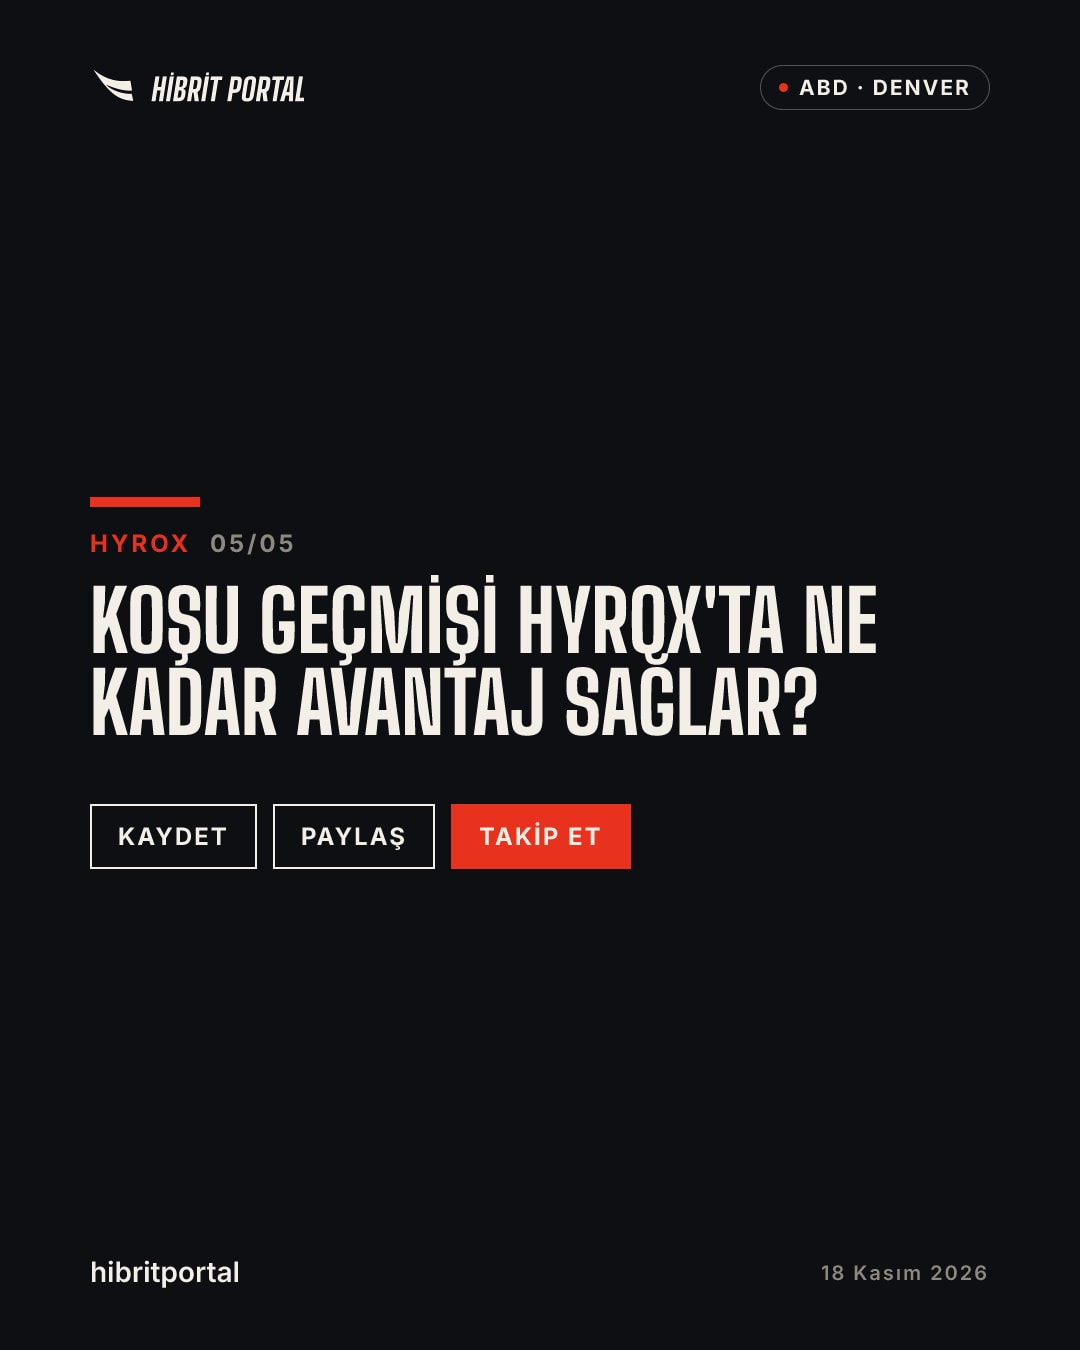 HİBRİT PORTAL
ABD · DENVER
HYROX 05/05
KOŞU GEÇMİŞİ HYROX'TA NE
KADAR AVANTAJ SAĞLAR?
KAYDET
PAYLAŞ
TAKİP ET
hibritportal
18 Kasım 2026